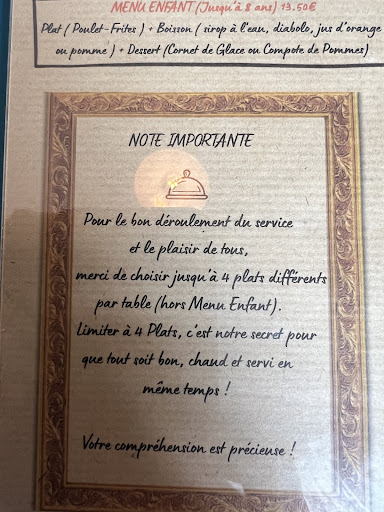 MENU ENFANT (Jusqu'à 8 ans) 13.50€
Plat ( Poulet-Frites ) + Boisson ( sirop à l'eau, diabolo, jus d'orange
ou pomme ) + Dessert (Cornet de Glace ou Compote de Pommes)
NOTE IMPORTANTE
Pour le bon déroulement du service
et le plaisir de tous,
merci de choisir jusqu'à 4 plats différents
par table (hors Menu Enfant).
Limiter à 4 Plats, c'est notre secret pour
que tout soit bon, chaud et servi en
même temps !
Votre compréhension est précieuse !